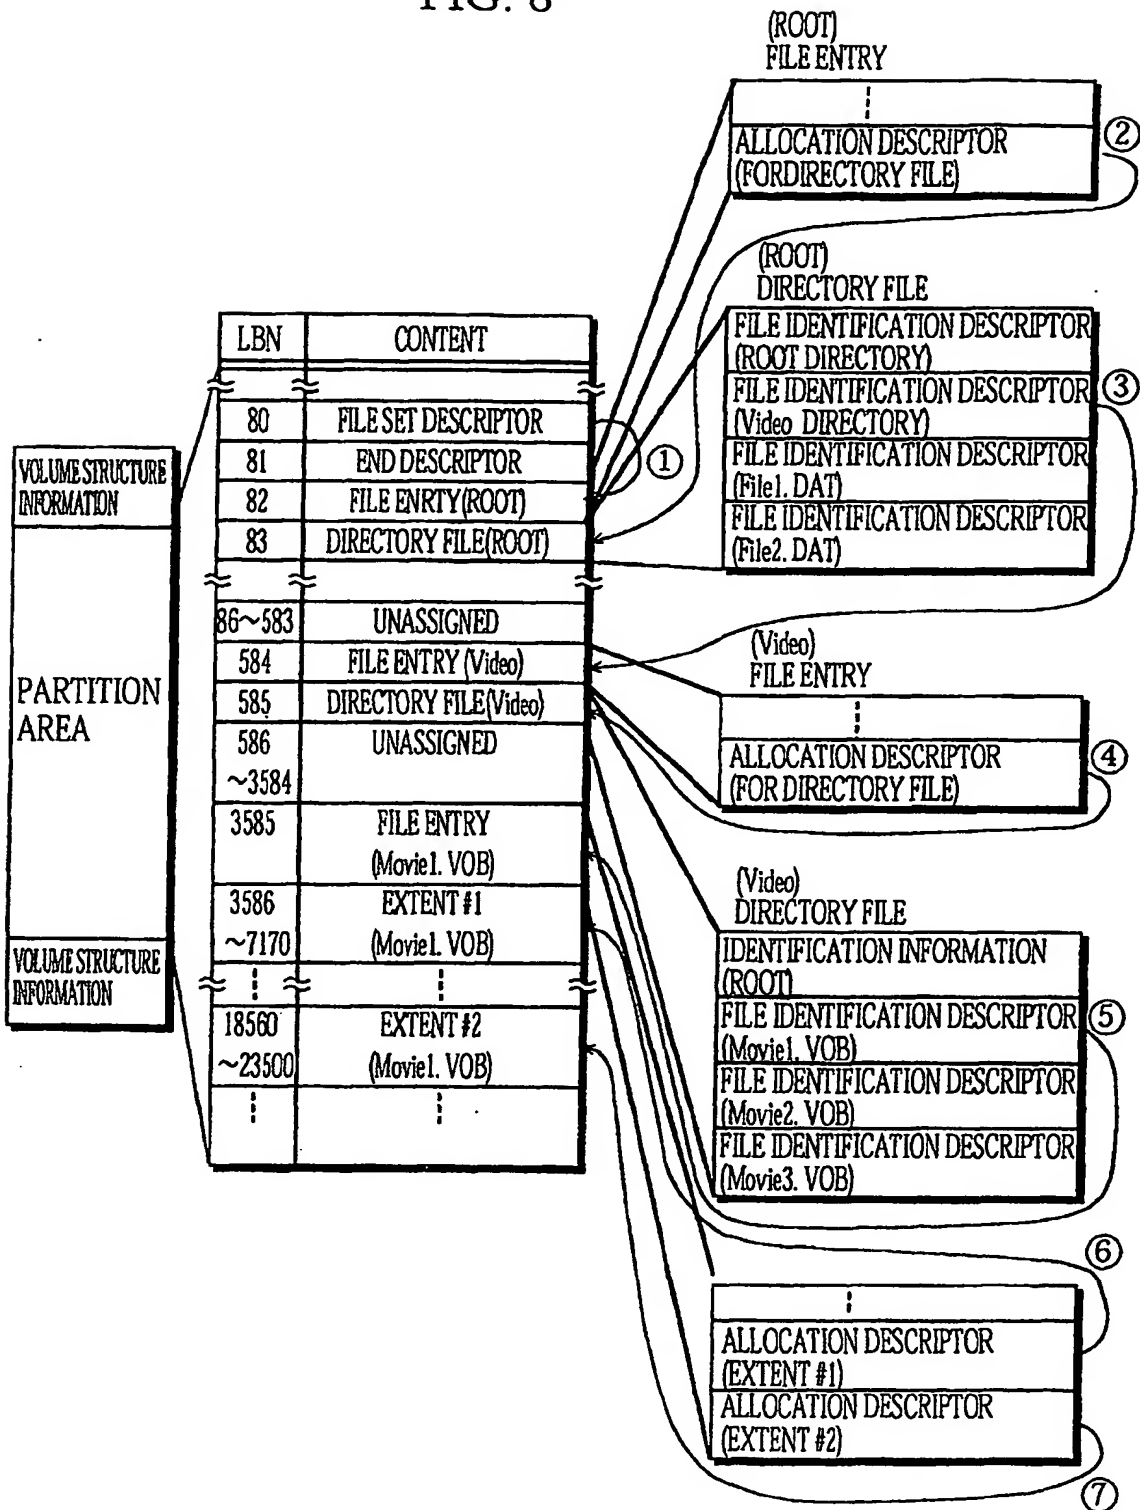 FIG. 8
(ROOT)
FILE ENTRY
ALLOCATION DESCRIPTOR
(FORDIRECTORY FILE)
②
(ROOT)
DIRECTORY FILE
FILE IDENTIFICATION DESCRIPTOR
(ROOT DIRECTORY)
FILE IDENTIFICATION DESCRIPTOR
(Video DIRECTORY)
③
FILE IDENTIFICATION DESCRIPTOR
(File1. DAT)
FILE IDENTIFICATION DESCRIPTOR
(File2. DAT)
LBN CONTENT
80 FILE SET DESCRIPTOR
81 END DESCRIPTOR
①
82 FILE ENRTY(ROOT)
83 DIRECTORY FILE(ROOT)
86~583 UNASSIGNED
584 FILE ENTRY (Video)
585 DIRECTORY FILE(Video)
586 UNASSIGNED
~3584
3585 FILE ENTRY
(Movie1. VOB)
3586 EXTENT #1
~7170 (Movie1. VOB)
18560 EXTENT #2
~23500 (Movie1. VOB)
VOLUME STRUCTURE
INFORMATION
PARTITION
AREA
VOLUME STRUCTURE
INFORMATION
(Video)
FILE ENTRY
ALLOCATION DESCRIPTOR
(FOR DIRECTORY FILE)
④
(Video)
DIRECTORY FILE
IDENTIFICATION INFORMATION
(ROOT)
FILE IDENTIFICATION DESCRIPTOR
(Movie1. VOB)
⑤
FILE IDENTIFICATION DESCRIPTOR
(Movie2. VOB)
FILE IDENTIFICATION DESCRIPTOR
(Movie3. VOB)
⑥
ALLOCATION DESCRIPTOR
(EXTENT #1)
ALLOCATION DESCRIPTOR
(EXTENT #2)
⑦